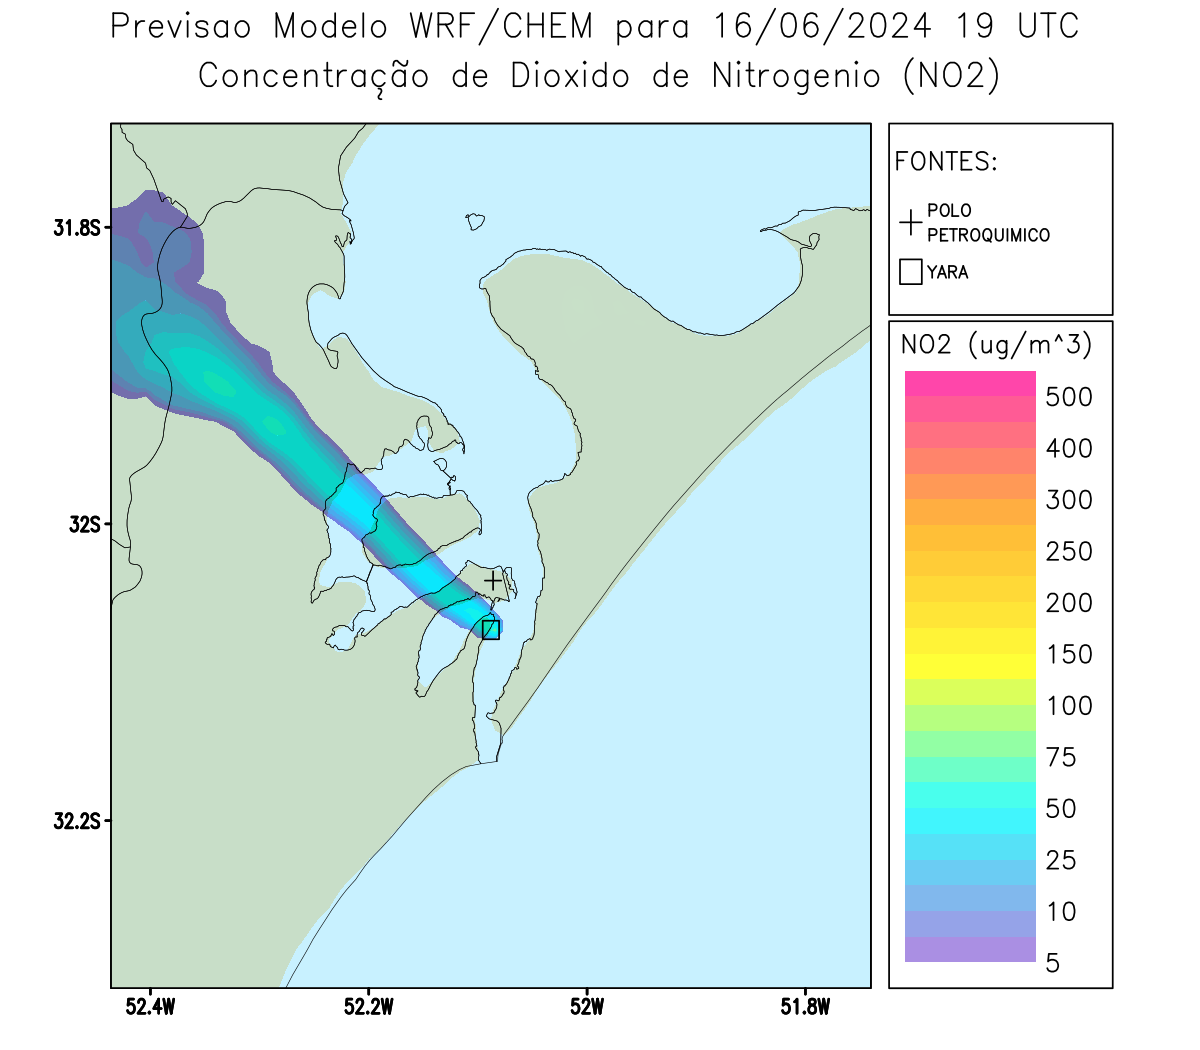 Previsao Modelo WRF/CHEM para 16/06/2024 19 UTC
Concentração de Dioxido de Nitrogenio (NO2)
FONTES:
POLO
PETROQUIMICO
YARA
NO2 (ug/m^3)
500
400
300
250
200
150
100
75
50
25
10
5
31.8S
32S
32.2S
52.4W
52.2W
52W
51.8W